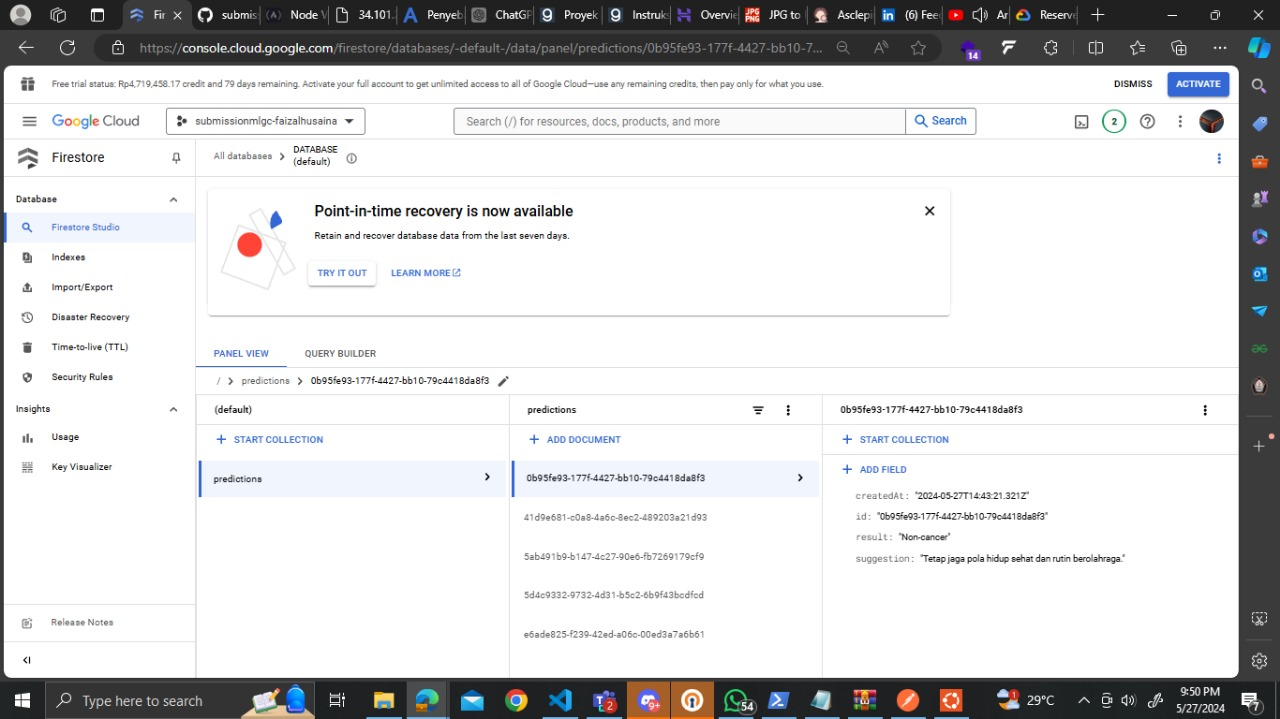 Fir
submis
Node V
34.101.
Penyeb
ChatGP
Proyek
Instruks
Overvie
JPG to
Asclep
(6) Fee
Ar
Reserve
https://console.cloud.google.com/firestore/databases/-default-/data/panel/predictions/0b95fe93-177f-4427-bb10-7...
14
Free trial status: Rp4,719,458.17 credit and 79 days remaining. Activate your full account to get unlimited access to all of Google Cloud—use any remaining credits, then pay only for what you use.
DISMISS
ACTIVATE
Google Cloud
submissionmlgc-faizalhusaina
Search (/) for resources, docs, products, and more
Search
2
Firestore
All databases
DATABASE
(default)
Database
Firestore Studio
Indexes
Import/Export
Disaster Recovery
Time-to-live (TTL)
Security Rules
Insights
Usage
Key Visualizer
Release Notes
Point-in-time recovery is now available
Retain and recover database data from the last seven days.
TRY IT OUT
LEARN MORE
PANEL VIEW
QUERY BUILDER
/ predictions 0b95fe93-177f-4427-bb10-79c4418da8f3
(default)
START COLLECTION
predictions
predictions
ADD DOCUMENT
0b95fe93-177f-4427-bb10-79c4418da8f3
41d9e681-c0a8-4a6c-8ec2-489203a21d93
5ab491b9-b147-4c27-90e6-fb7269179cf9
5d4c9332-9732-4d31-b5c2-6b9f43bcdfcd
e6ade825-f239-42ed-a06c-00ed3a7a6b61
0b95fe93-177f-4427-bb10-79c4418da8f3
START COLLECTION
ADD FIELD
createdAt: "2024-05-27T14:43:21.321Z"
id: "0b95fe93-177f-4427-bb10-79c4418da8f3"
result: "Non-cancer"
suggestion: "Tetap jaga pola hidup sehat dan rutin berolahraga."
Type here to search
2
9+
54
1
29°C
9:50 PM
5/27/2024
7